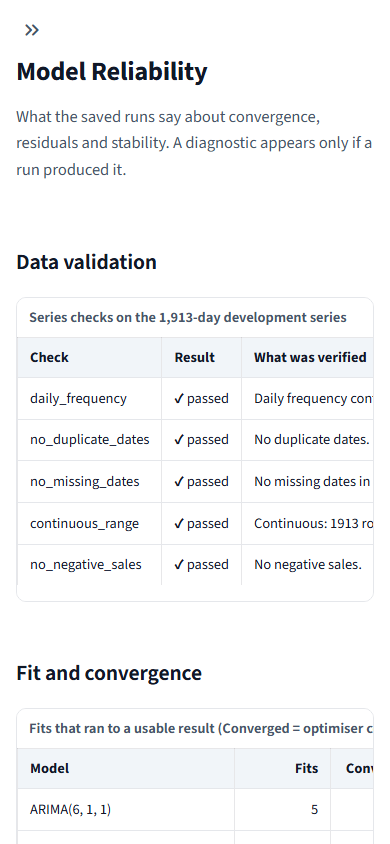 Model Reliability
What the saved runs say about convergence,
residuals and stability. A diagnostic appears only if a
run produced it.
Data validation
Series checks on the 1,913-day development series
Check Result What was verified
daily_frequency ✓ passed Daily frequency con
no_duplicate_dates ✓ passed No duplicate dates.
no_missing_dates ✓ passed No missing dates in
continuous_range ✓ passed Continuous: 1913 ro
no_negative_sales ✓ passed No negative sales.
Fit and convergence
Fits that ran to a usable result (Converged = optimiser c
Model Fits Conv
ARIMA(6, 1, 1) 5